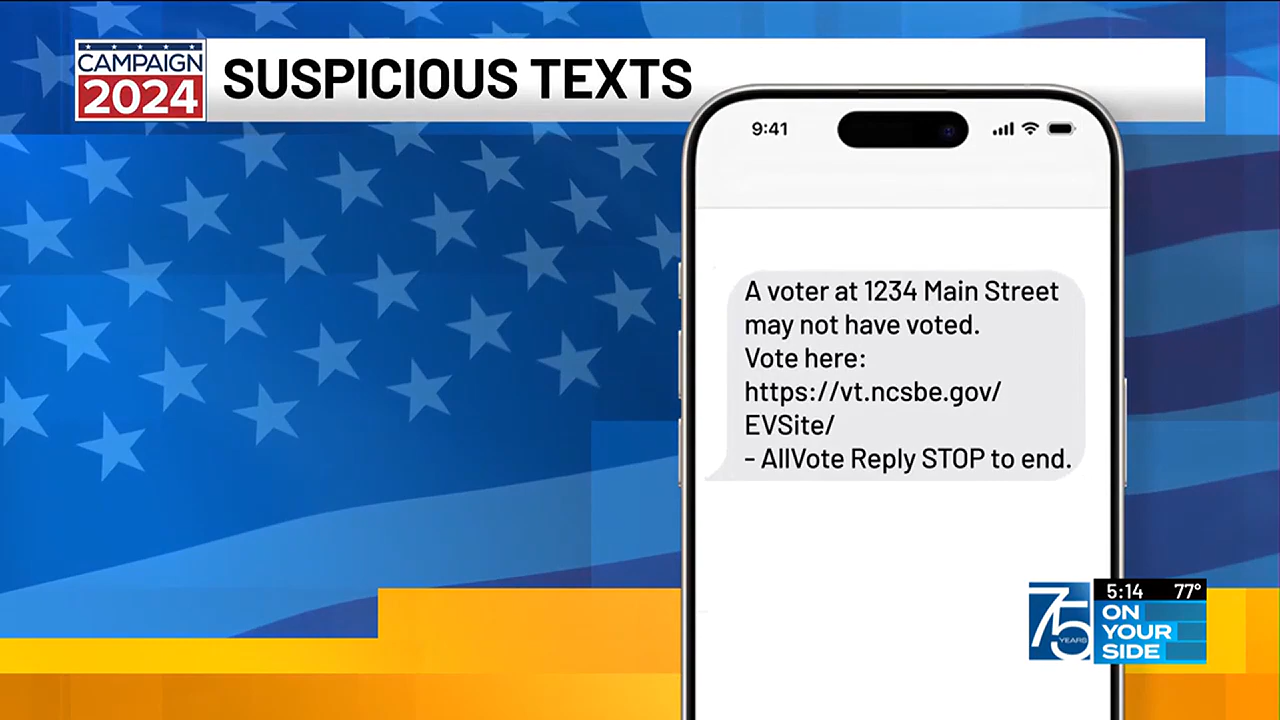 CAMPAIGN
2024
SUSPICIOUS TEXTS
9:41
A voter at 1234 Main Street
may not have voted.
Vote here:
https://vt.ncsbe.gov/
EVSite/
- AllVote Reply STOP to end.
75
YEARS
5:14 77°
ON
YOUR
SIDE